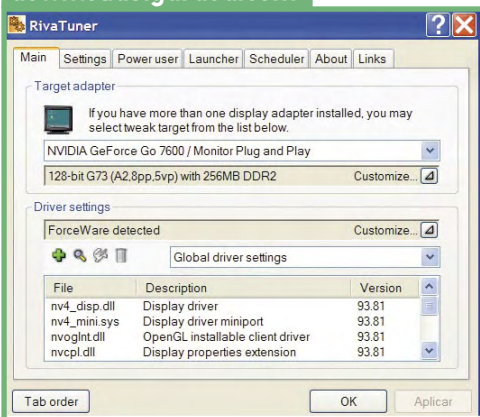 RivaTuner
Main Settings Power user Launcher Scheduler About Links
Target adapter
If you have more than one display adapter installed, you may
select tweak target from the list below.
NVIDIA GeForce Go 7600 / Monitor Plug and Play
128-bit G73 (A2,8pp,5vp) with 256MB DDR2 Customize...
Driver settings
ForceWare detected Customize...
Global driver settings
File Description Version
nv4_disp.dll Display driver 93.81
nv4_mini.sys Display driver miniport 93.81
nvoglnt.dll OpenGL installable client driver 93.81
nvcpl.dll Display properties extension 93.81
Tab order OK Aplicar